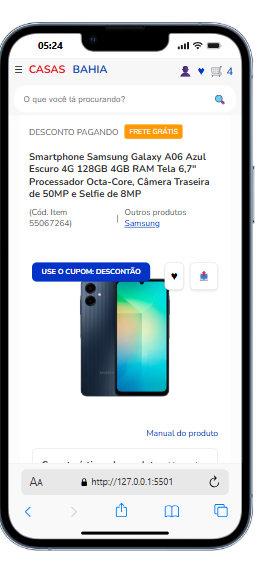 05:24
☰ CASAS BAHIA 4
O que você tá procurando?
DESCONTO PAGANDO FRETE GRÁTIS
Smartphone Samsung Galaxy A06 Azul
Escuro 4G 128GB 4GB RAM Tela 6,7"
Processador Octa-Core, Câmera Traseira
de 50MP e Selfie de 8MP
(Cód. Item
55067264)
|
Outros produtos
Samsung
USE O CUPOM: DESCONTÃO
Manual do produto
AA http://127.0.0.1:5501